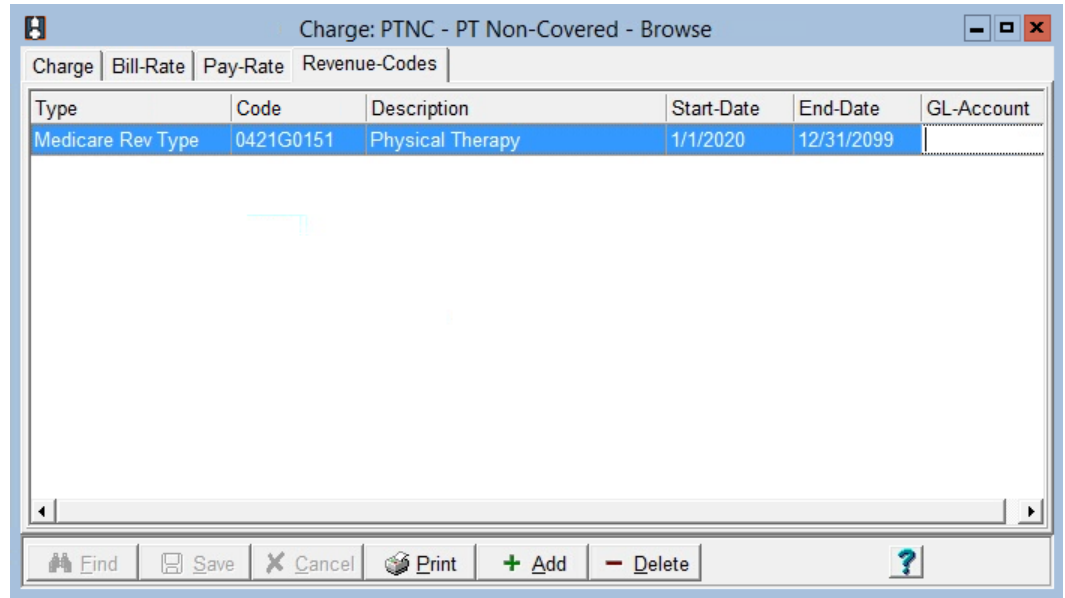 Charge: PTNC - PT Non-Covered - Browse
Charge Bill-Rate Pay-Rate Revenue-Codes
Type Code Description Start-Date End-Date GL-Account
Medicare Rev Type 0421G0151 Physical Therapy 1/1/2020 12/31/2099
Find Save Cancel Print Add Delete ?